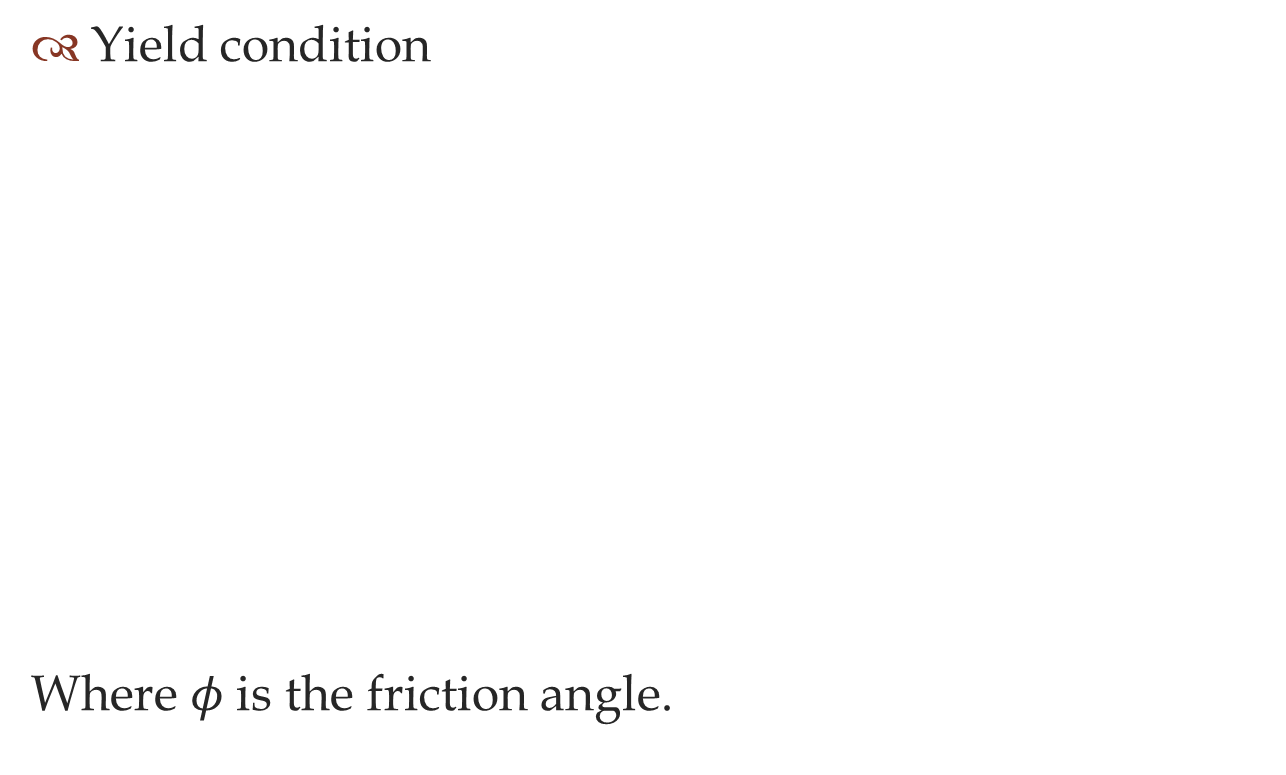 Yield condition
Where ϕ is the friction angle.